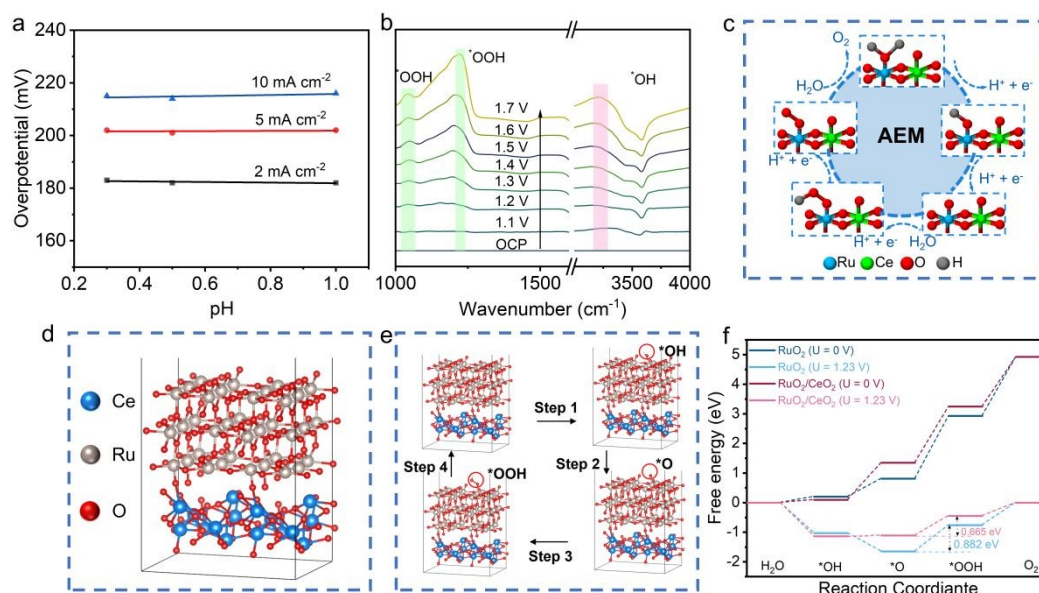 a
Overpotential (mV)
240
220
200
180
160
10 mA cm⁻²
5 mA cm⁻²
2 mA cm⁻²
0.2 0.4 0.6 0.8 1.0
pH
b
*OOH
*OOH
*OH
1.7 V
1.6 V
1.5 V
1.4 V
1.3 V
1.2 V
1.1 V
OCP
1000 1500 3500 4000
Wavenumber (cm⁻¹)
c
O₂
H₂O
H⁺ + e⁻
AEM
H⁺ + e⁻
H⁺ + e⁻
H⁺ + e⁻
H₂O
Ru Ce O H
d
Ce
Ru
O
e
*OH
Step 1
Step 4
Step 2
*OOH
*O
Step 3
f
Free energy (eV)
5
4
3
2
1
0
-1
-2
RuO₂ (U = 0 V)
RuO₂ (U = 1.23 V)
RuO₂/CeO₂ (U = 0 V)
RuO₂/CeO₂ (U = 1.23 V)
0.665 eV
0.882 eV
H₂O *OH *O *OOH O₂
Reaction Coordiante